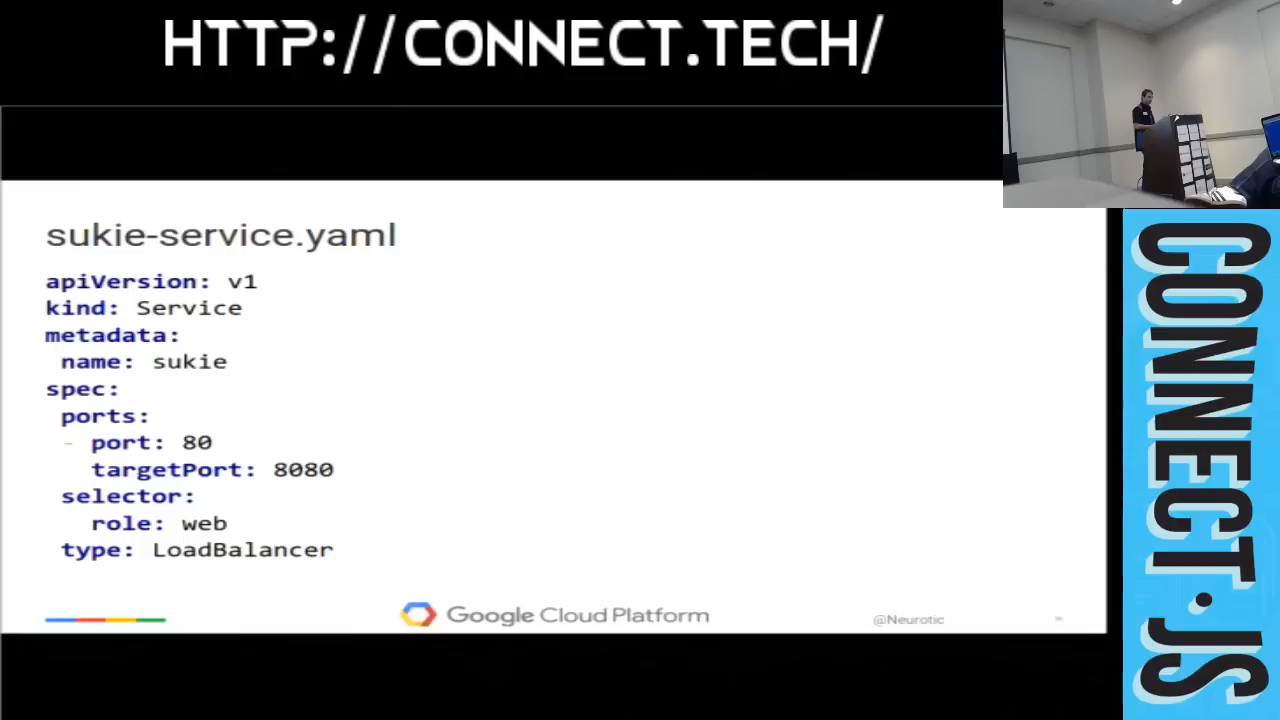 HTTP://CONNECT.TECH/
sukie-service.yaml
apiVersion: v1
kind: Service
metadata:
 name: sukie
spec:
 ports:
 - port: 80
   targetPort: 8080
 selector:
   role: web
 type: LoadBalancer
Google Cloud Platform
@Neurotic
CONNECT.JS